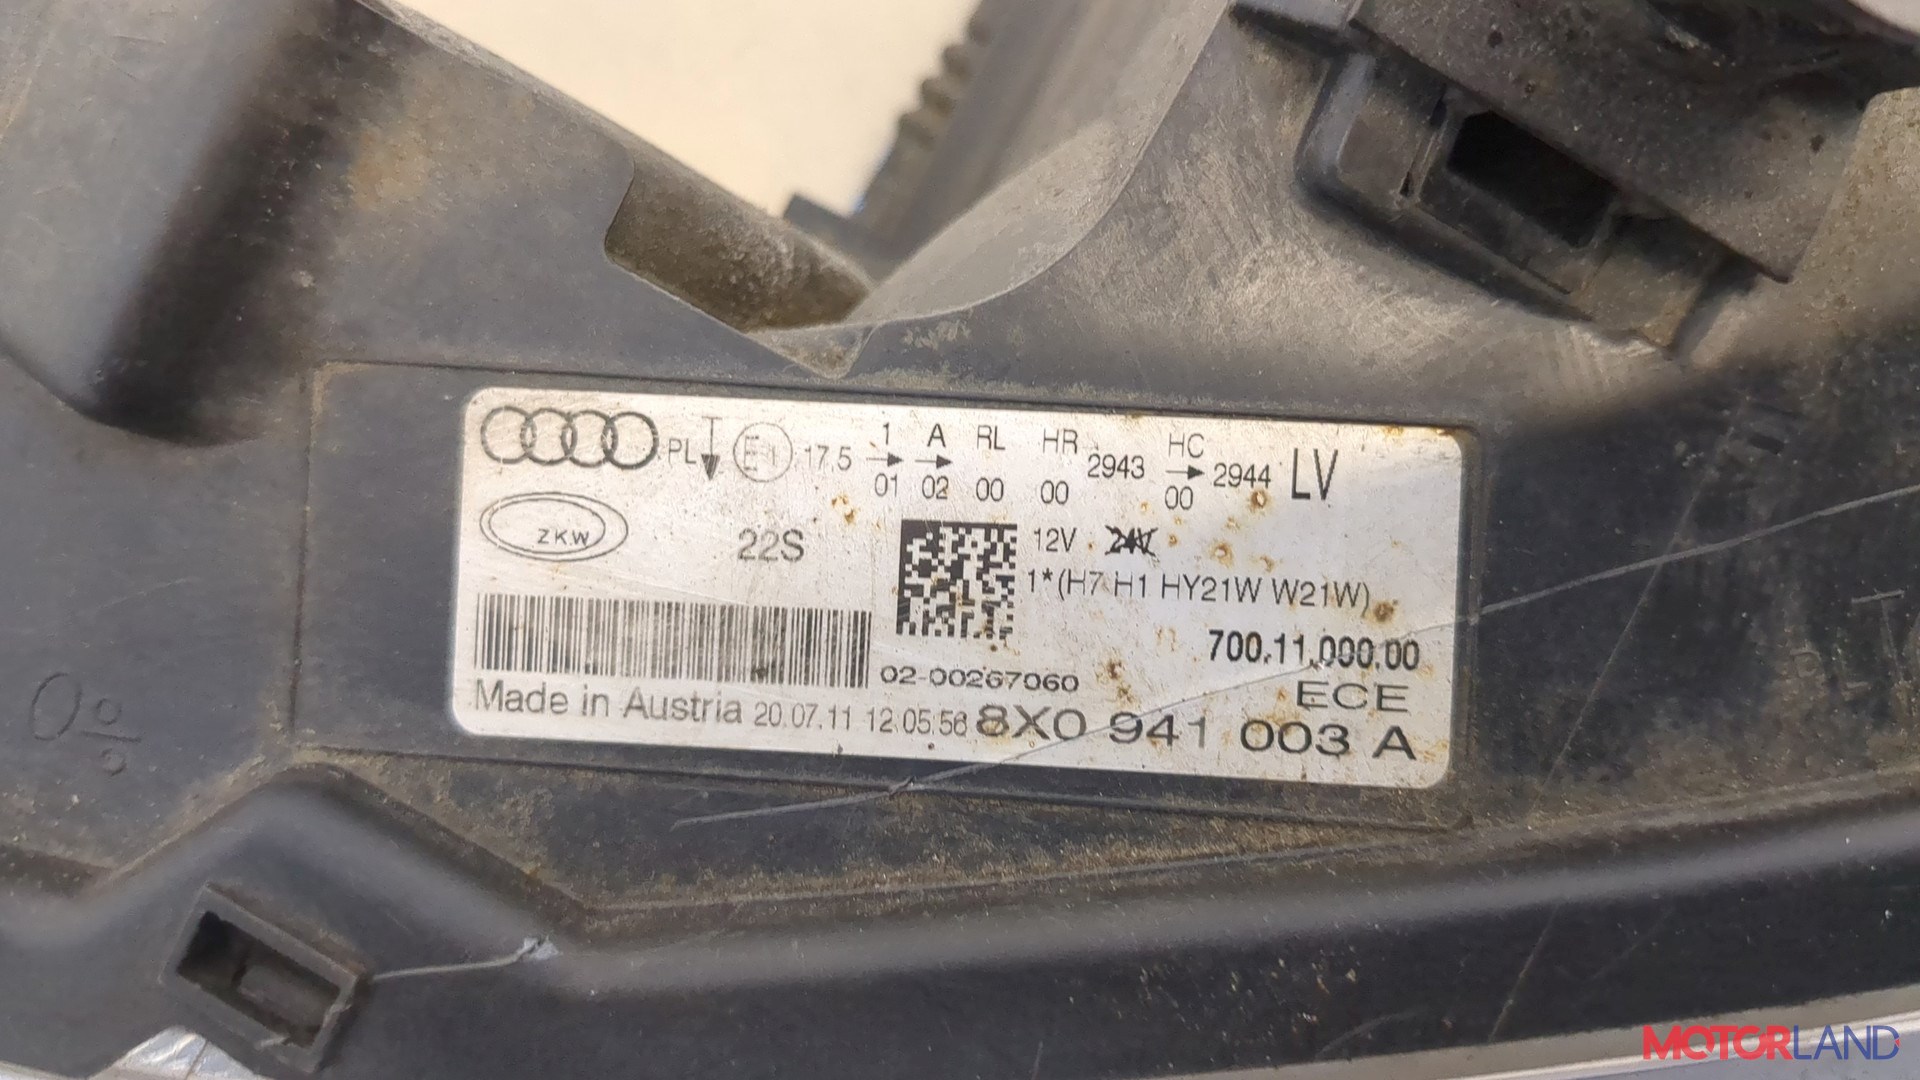 PL E1 17,5 1 A RL HR 2943 HC 2944 LV
01 02 00 00 00
ZKW 22S 12V 24V
1*(H7 H1 HY21W W21W)
700.11.000.00
02-00267060
ECE
Made in Austria 20.07.11 12:05:56 8X0 941 003 A
PL
MOTORLAND